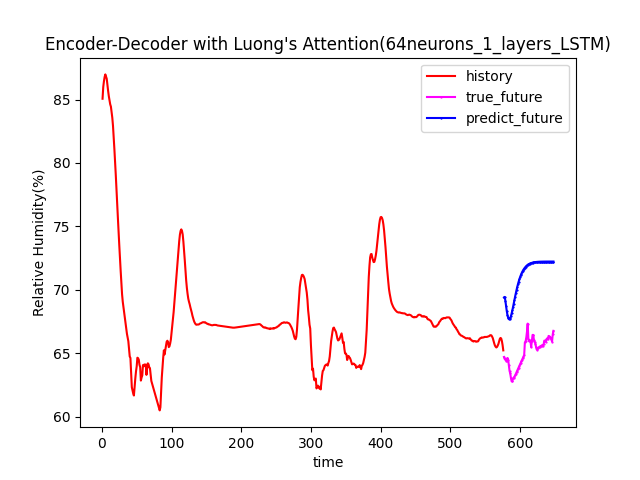 Encoder-Decoder with Luong's Attention(64neurons_1_layers_LSTM)
history
true_future
predict_future
Relative Humidity(%)
85
80
75
70
65
60
0 100 200 300 400 500 600
time